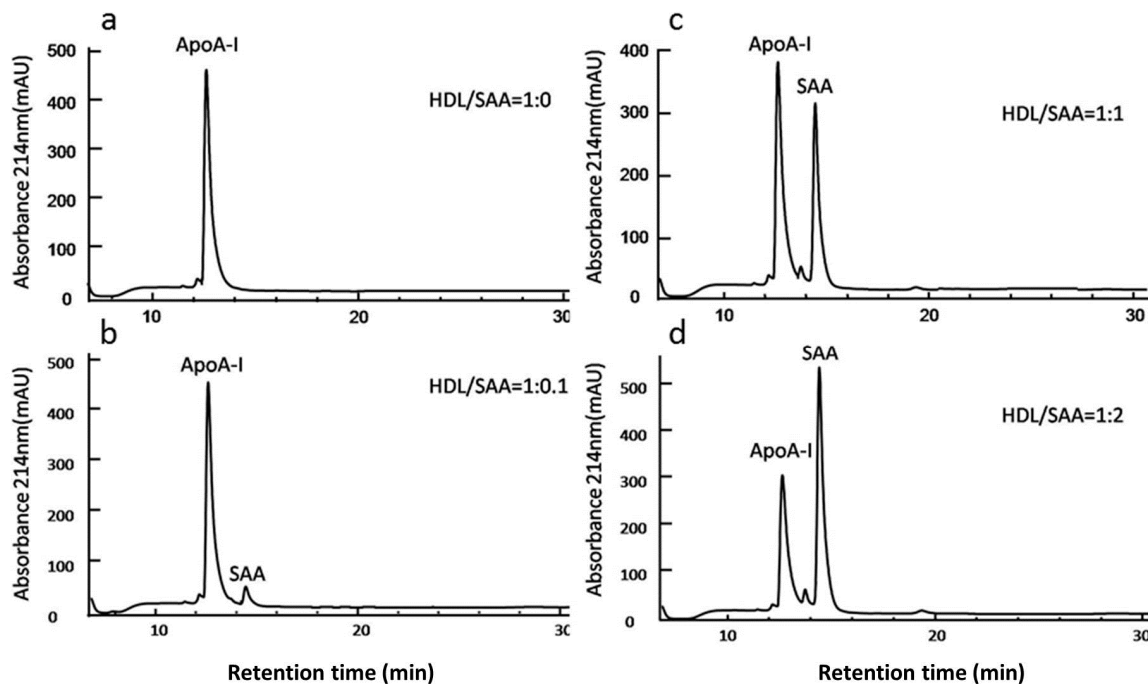 a
ApoA-I
HDL/SAA=1:0
Absorbance 214nm(mAU)
500
400
300
200
100
0
10
20
30
b
ApoA-I
SAA
HDL/SAA=1:0.1
Absorbance 214nm(mAU)
500
400
300
200
100
0
10
20
30
Retention time (min)
c
ApoA-I
SAA
HDL/SAA=1:1
Absorbance 214nm(mAU)
400
300
200
100
0
10
20
30
d
SAA
ApoA-I
HDL/SAA=1:2
Absorbance 214nm(mAU)
500
400
300
200
100
0
10
20
30
Retention time (min)